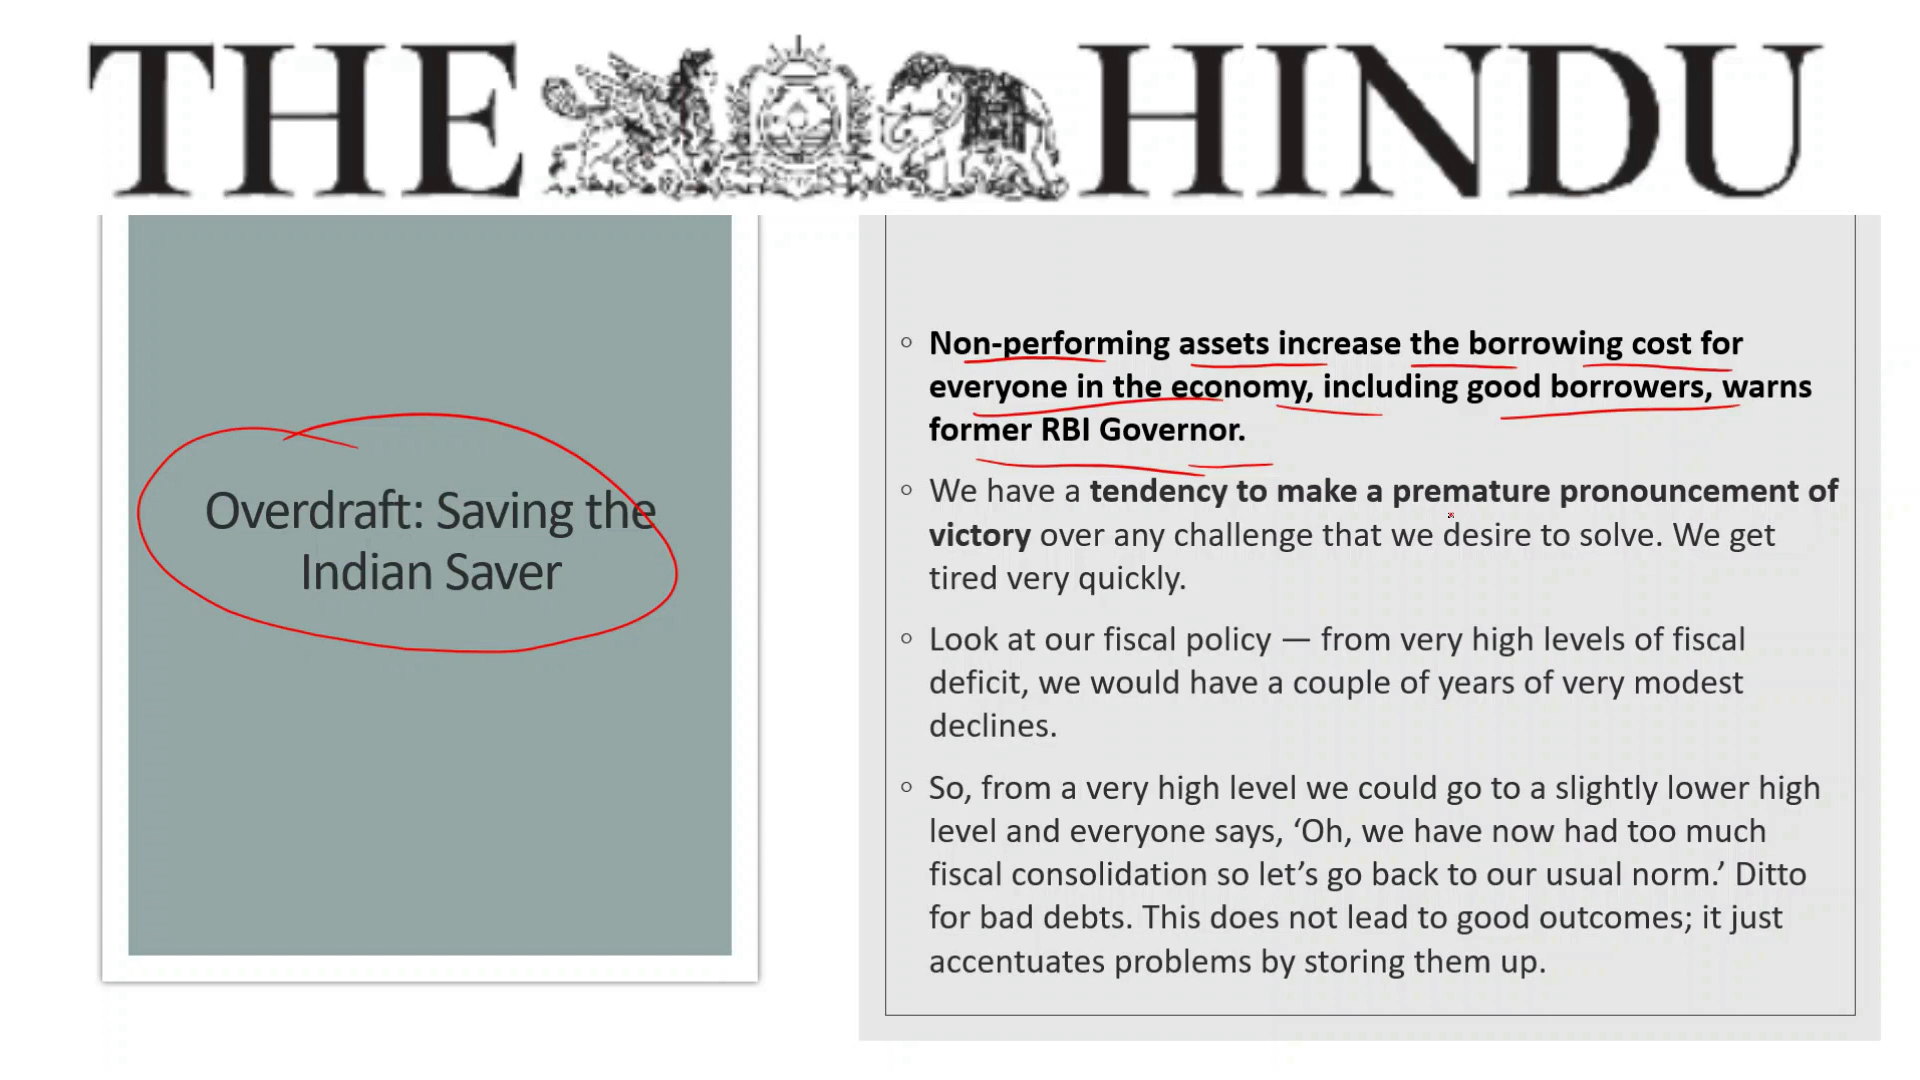 THE HINDU
Overdraft: Saving the
Indian Saver
Non-performing assets increase the borrowing cost for
everyone in the economy, including good borrowers, warns
former RBI Governor.
We have a tendency to make a premature pronouncement of
victory over any challenge that we desire to solve. We get
tired very quickly.
Look at our fiscal policy — from very high levels of fiscal
deficit, we would have a couple of years of very modest
declines.
So, from a very high level we could go to a slightly lower high
level and everyone says, ‘Oh, we have now had too much
fiscal consolidation so let’s go back to our usual norm.’ Ditto
for bad debts. This does not lead to good outcomes; it just
accentuates problems by storing them up.